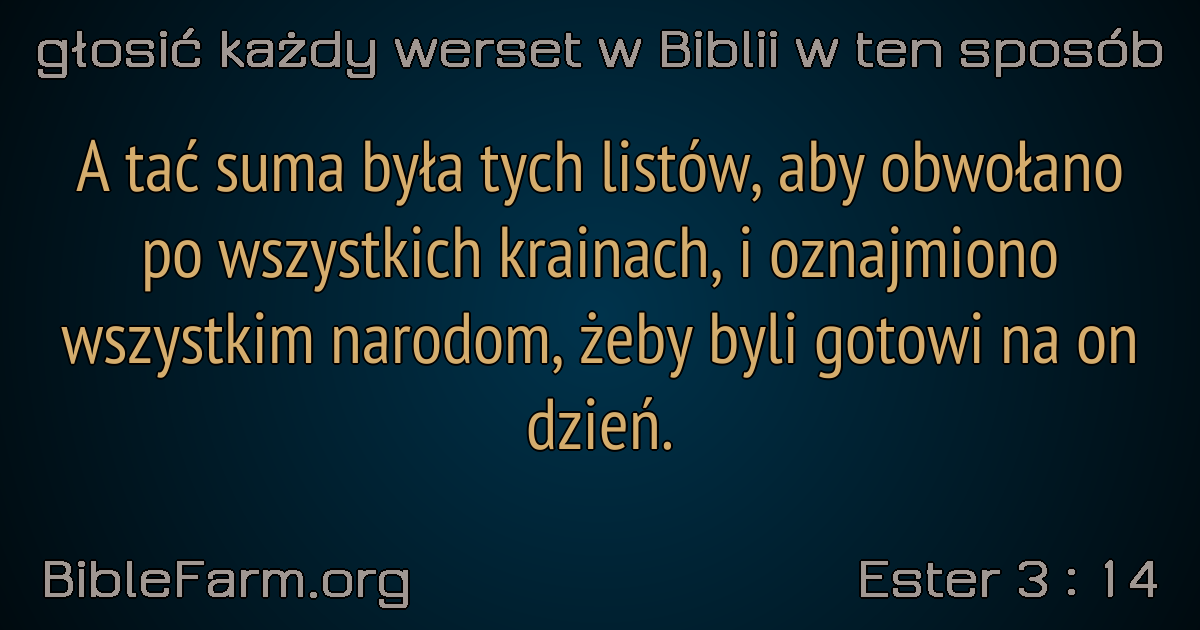 głosić każdy werset w Biblii w ten sposób
A tać suma była tych listów, aby obwołano
po wszystkich krainach, i oznajmiono
wszystkim narodom, żeby byli gotowi na on
dzień.
BibleFarm.org
Ester 3 : 14